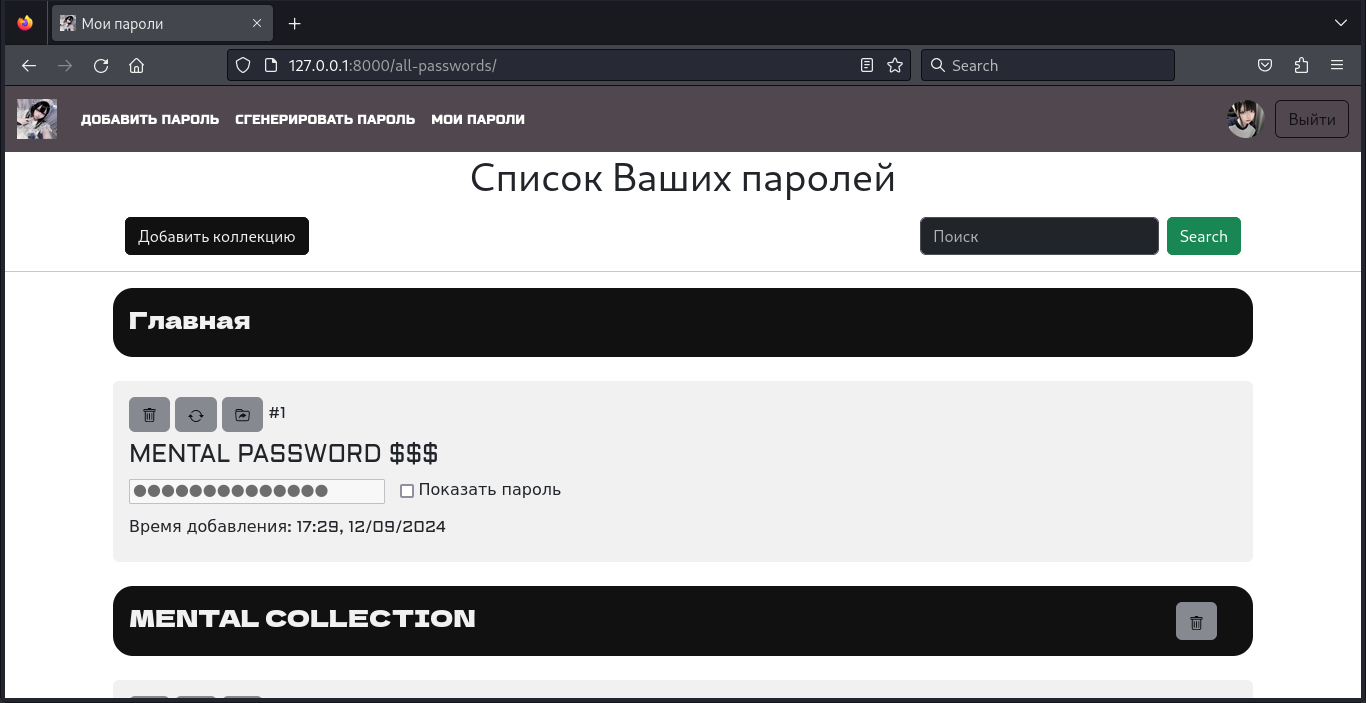 Мои пароли
127.0.0.1:8000/all-passwords/
Search
ДОБАВИТЬ ПАРОЛЬ СГЕНЕРИРОВАТЬ ПАРОЛЬ МОИ ПАРОЛИ
Выйти
Список Ваших паролей
Добавить коллекцию
Поиск
Search
Главная
#1
MENTAL PASSWORD $$$
●●●●●●●●●●●●●● Показать пароль
Время добавления: 17:29, 12/09/2024
MENTAL COLLECTION